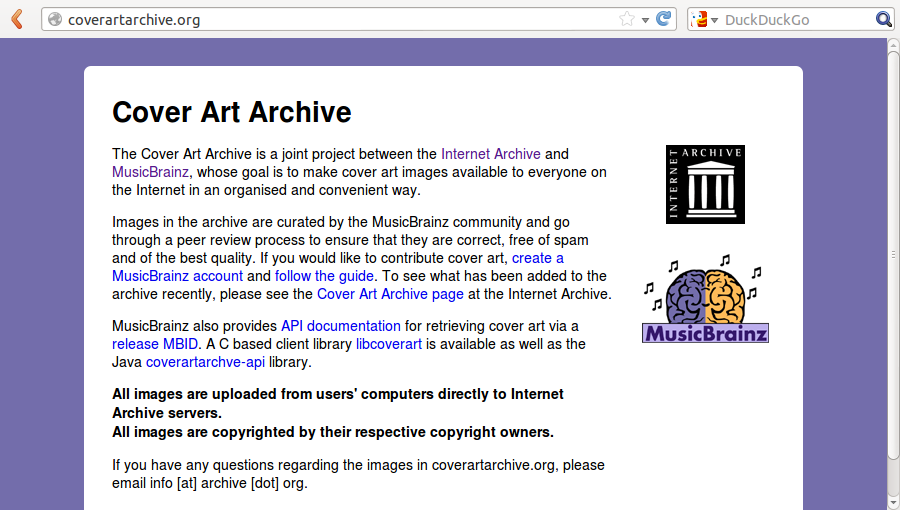 coverartarchive.org
DuckDuckGo
Cover Art Archive
The Cover Art Archive is a joint project between the Internet Archive and
MusicBrainz, whose goal is to make cover art images available to everyone on
the Internet in an organised and convenient way.
Images in the archive are curated by the MusicBrainz community and go
through a peer review process to ensure that they are correct, free of spam
and of the best quality. If you would like to contribute cover art, create a
MusicBrainz account and follow the guide. To see what has been added to the
archive recently, please see the Cover Art Archive page at the Internet Archive.
MusicBrainz also provides API documentation for retrieving cover art via a
release MBID. A C based client library libcoverart is available as well as the
Java coverartarchve-api library.
All images are uploaded from users' computers directly to Internet
Archive servers.
All images are copyrighted by their respective copyright owners.
If you have any questions regarding the images in coverartarchive.org, please
email info [at] archive [dot] org.
INTERNET ARCHIVE
MusicBrainz